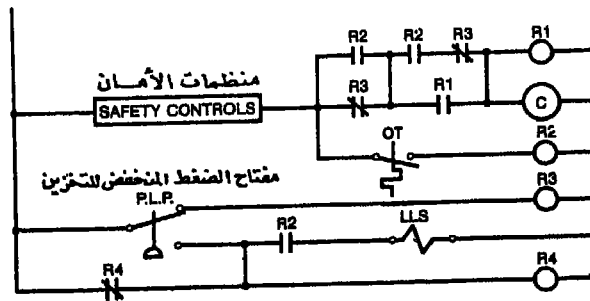 R2 R2 R3 R1
منظمات الأمان
SAFETY CONTROLS
R3 R1 C
OT R2
مفتاح الضغط المنخفض للتخزين
P.L.P. R3
R2 LLS
R4 R4